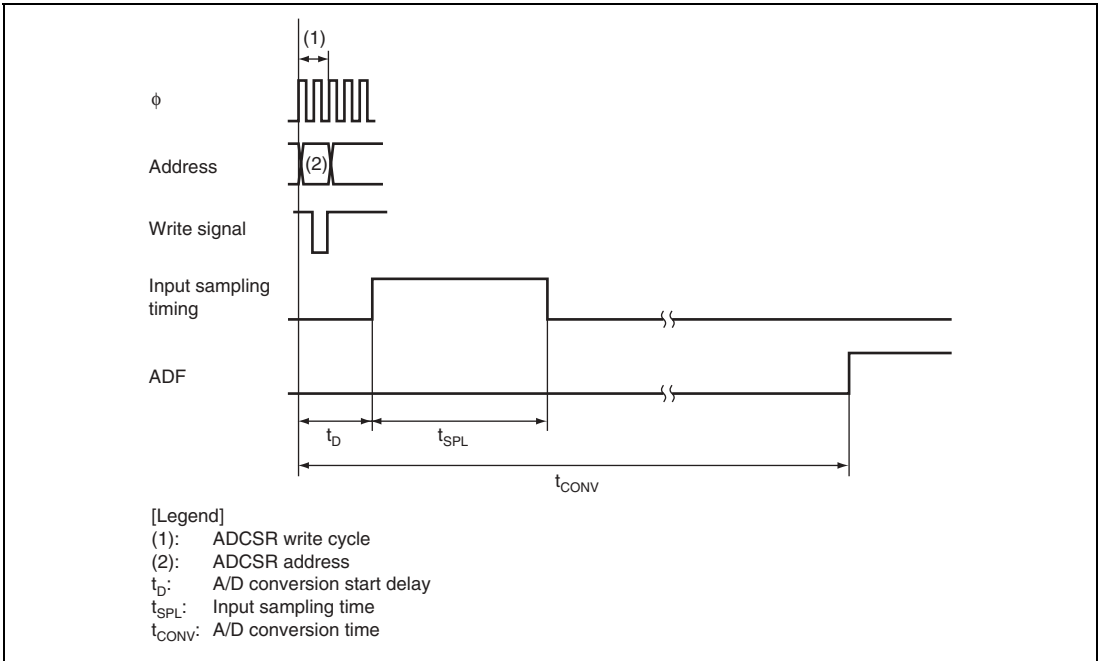 (1)
ϕ
Address
(2)
Write signal
Input sampling
timing
ADF
tD
tSPL
tCONV
[Legend]
(1): ADCSR write cycle
(2): ADCSR address
tD: A/D conversion start delay
tSPL: Input sampling time
tCONV: A/D conversion time